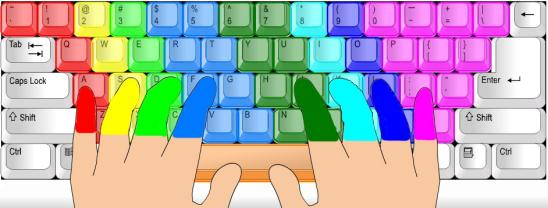 ! @ # $ % ^ & * ( ) + |
1 2 3 4 5 6 7 8 9 0 - = \
Tab Q W E R T Y U I O P { }
[ ]
Caps Lock A S D F G H Enter
Shift Z V B N Shift
Ctrl Ctrl